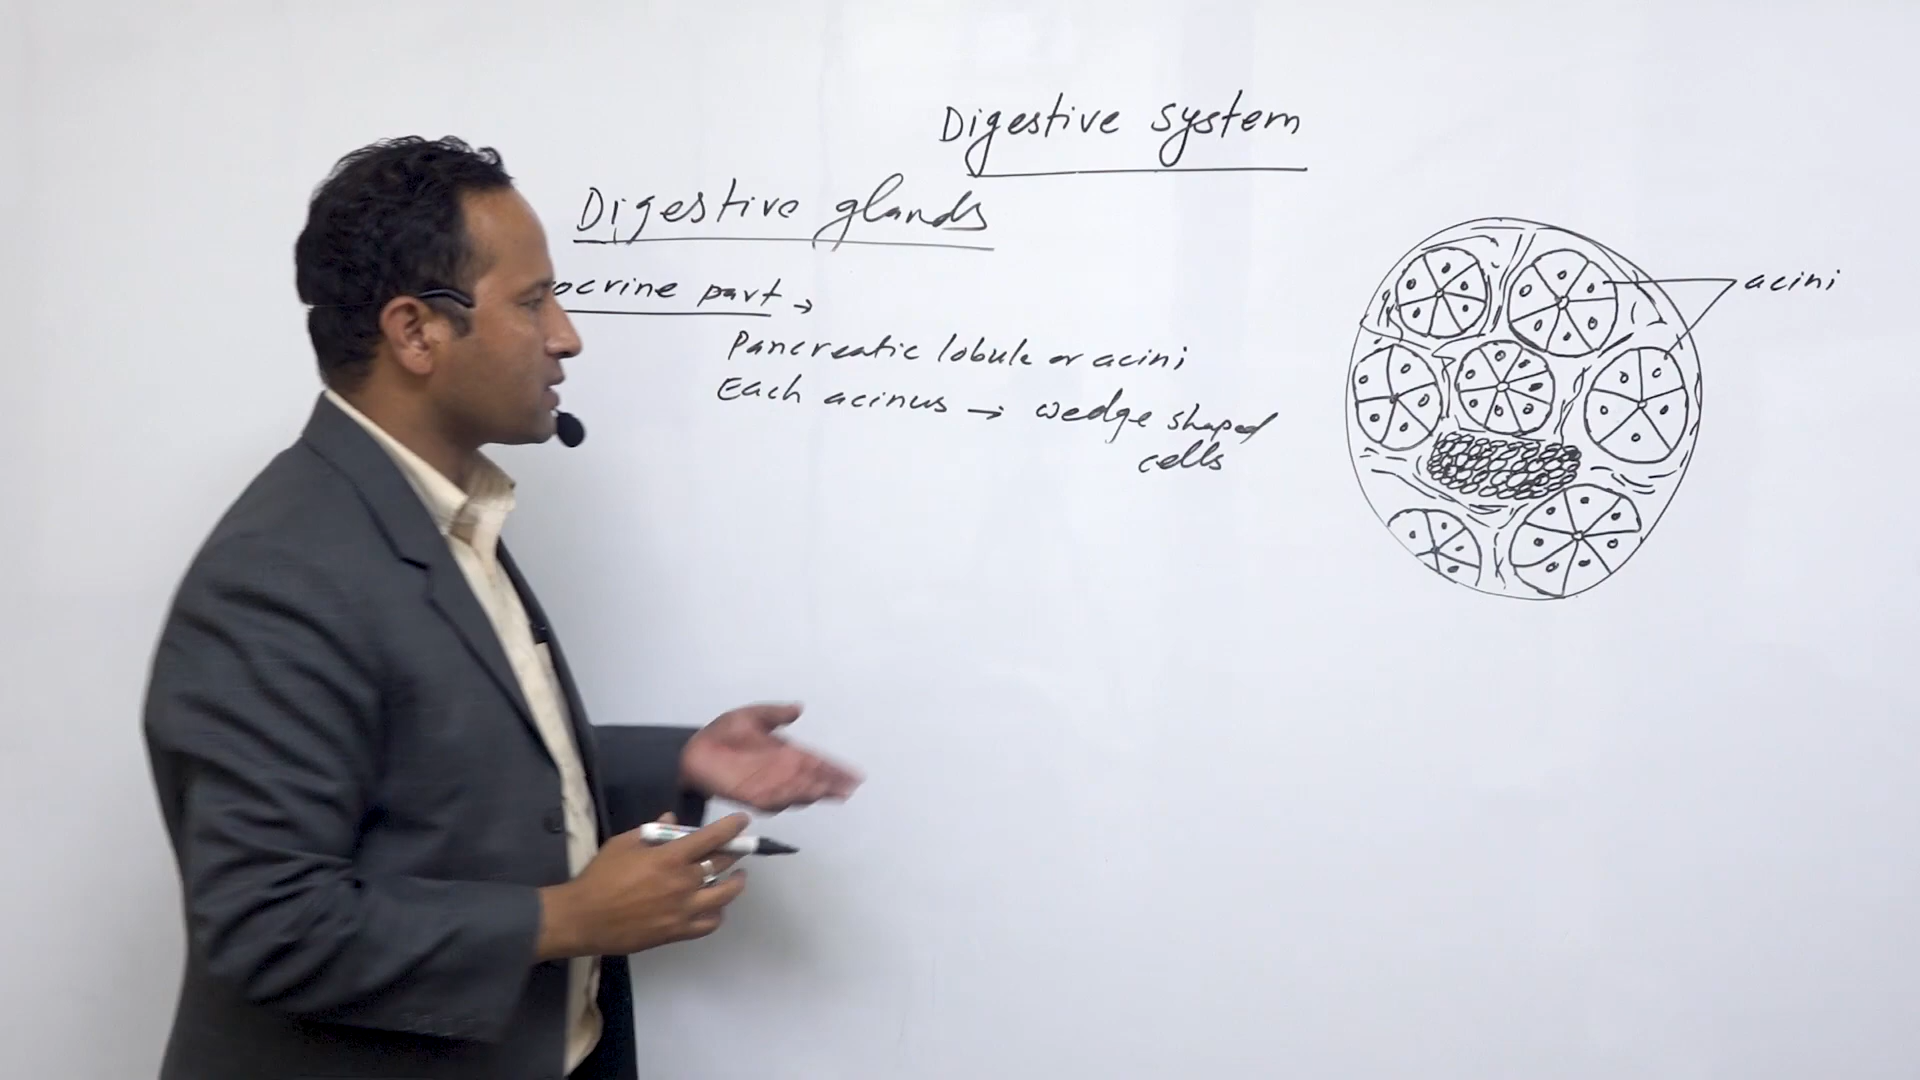 Digestive system
Digestive glands
ocrine part →
Pancreatic lobule or acini
Each acinus → wedge shaped
cells
acini